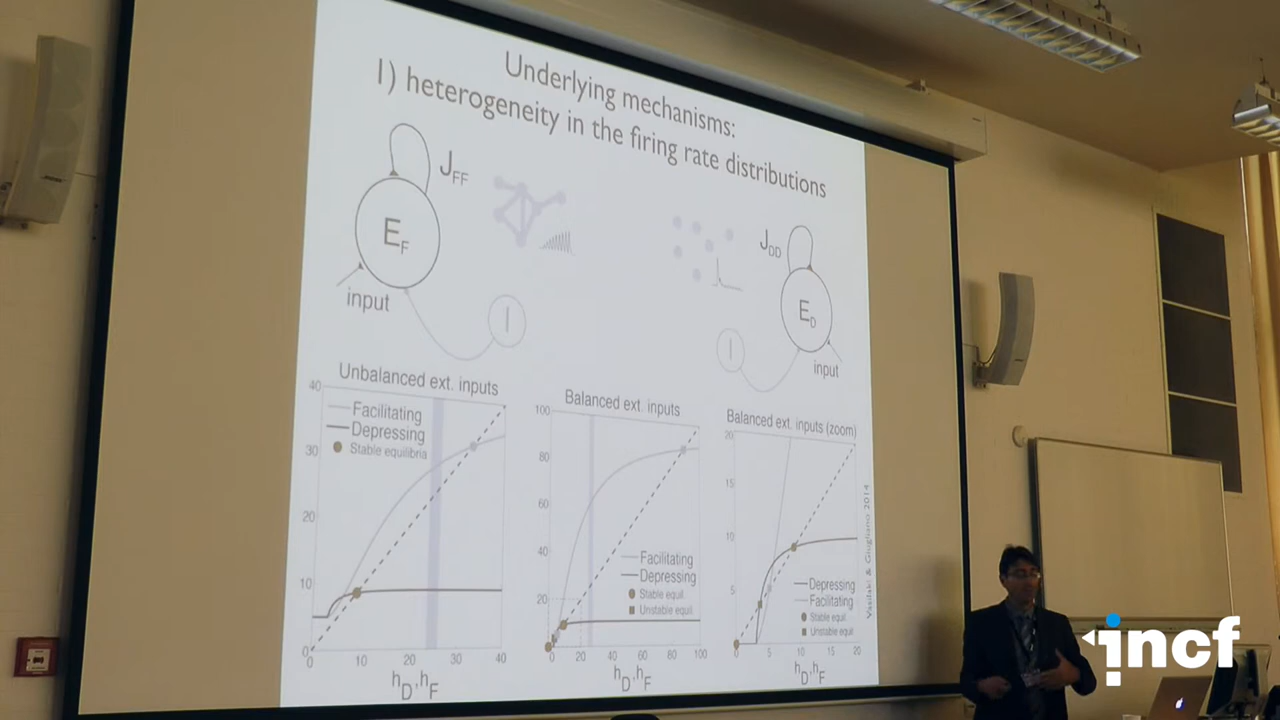 Underlying mechanisms:
1) heterogeneity in the firing rate distributions
J_FF
E_F
input
I
J_DD
E_D
I
input
Unbalanced ext. inputs
40
30
20
10
0
Facilitating
Depressing
Stable equilibria
0 10 20 30 40
h_D, h_F
Balanced ext. inputs
100
80
60
40
20
0
Facilitating
Depressing
Stable equil.
Unstable equil.
0 20 40 60 80 100
h_D, h_F
Balanced ext. inputs (zoom)
20
15
10
5
Depressing
Facilitating
Stable equil.
Unstable equil
5 10 15 20
h_D, h_F
Vasilaki & Giugliano 2014
incf